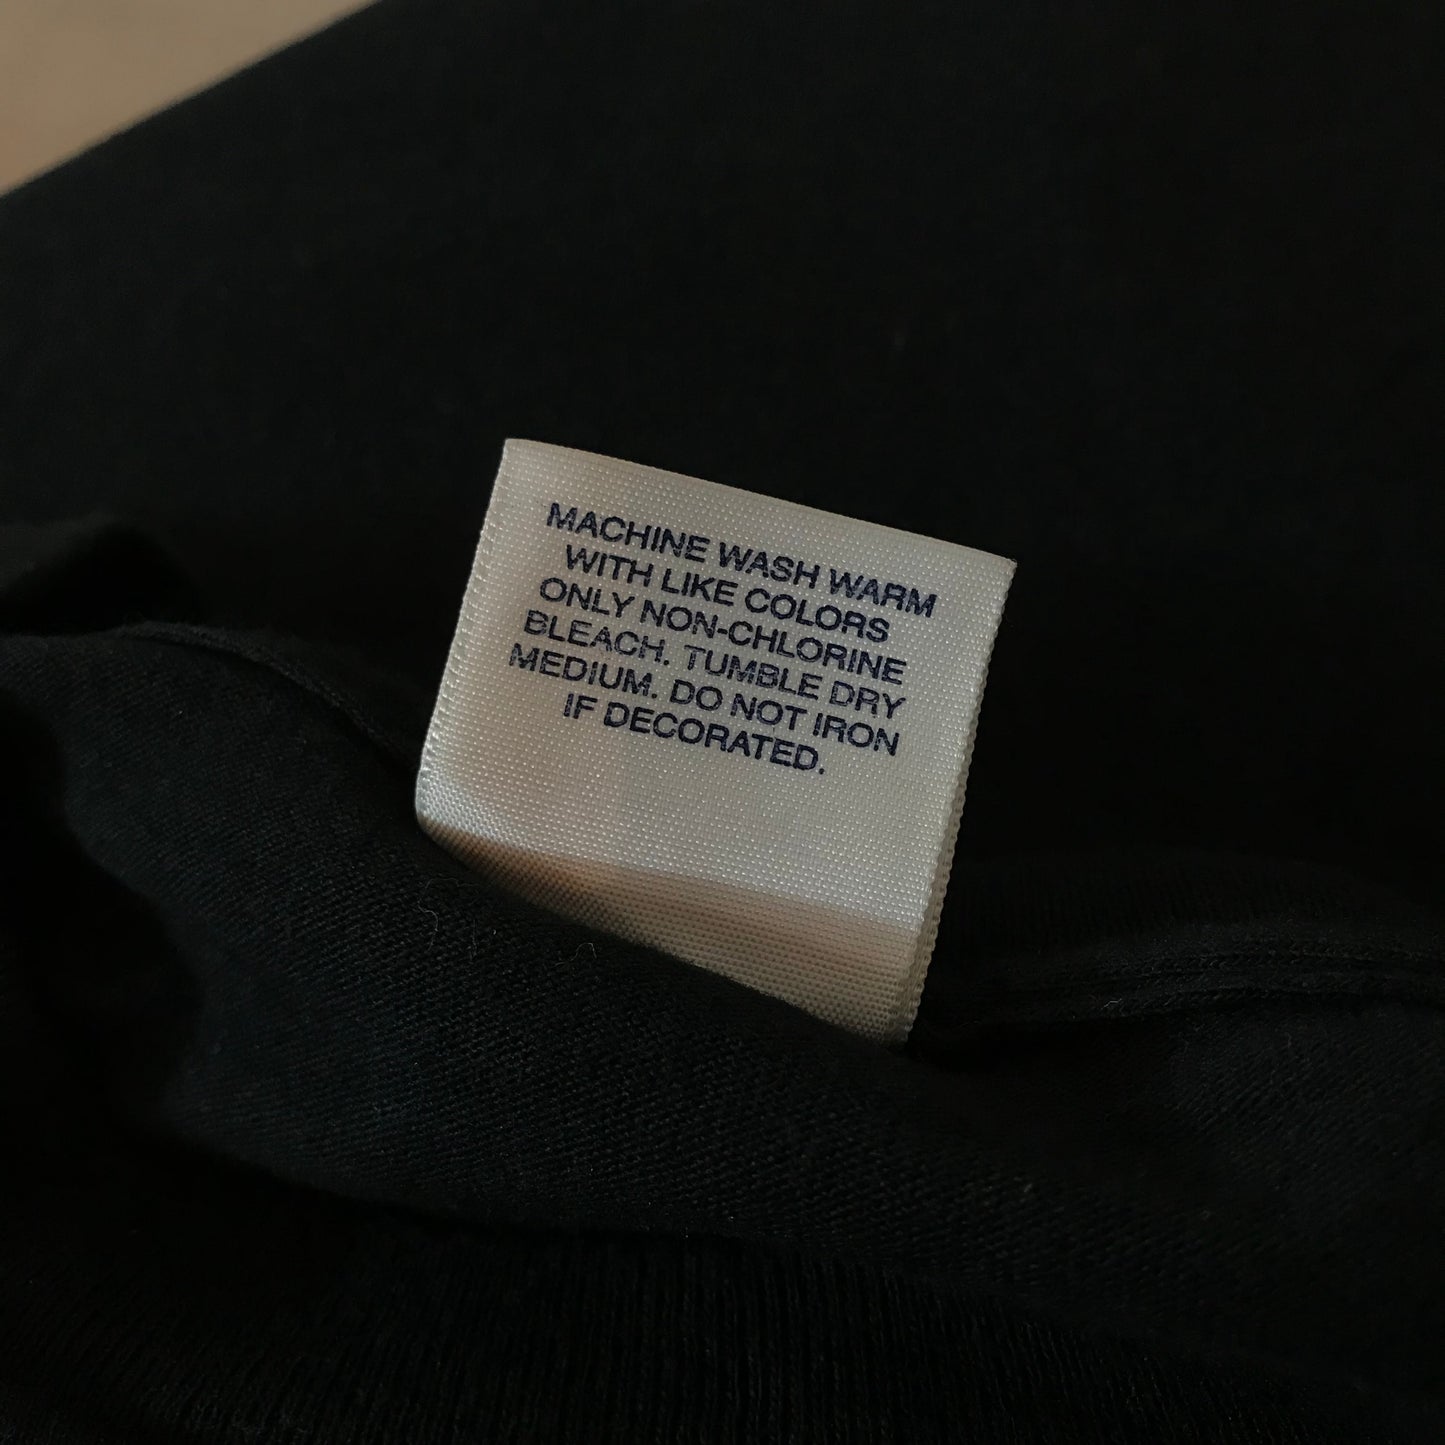 MACHINE WASH WARM
WITH LIKE COLORS
ONLY NON-CHLORINE
BLEACH. TUMBLE DRY
MEDIUM. DO NOT IRON
IF DECORATED.